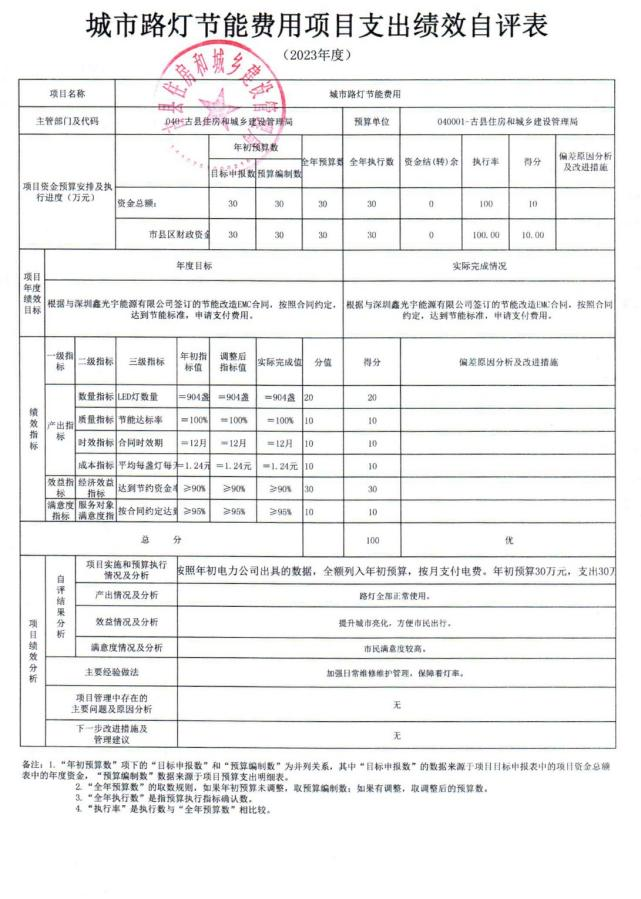 城市路灯节能费用项目支出绩效自评表
（2023年度）
项目名称 城市路灯节能费用
主管部门及代码 040-古县住房和城乡建设管理局 预算单位 040001-古县住房和城乡建设管理局
项目资金预算安排及执行进度（万元） 年初预算数 全年预算数 全年执行数 资金结(转)余 执行率 得分 偏差原因分析及改进措施
目标申报数 预算编制数
资金总额： 30 30 30 30 0 100 10
市县区财政资金 30 30 30 30 0 100.00 10.00
项目年度绩效目标 年度目标 实际完成情况
根据与深圳鑫光宇能源有限公司签订的节能改造EMC合同，按照合同约定，达到节能标准，申请支付费用。 根据与深圳鑫光宇能源有限公司签订的节能改造EMC合同，按照合同约定，达到节能标准，申请支付费用。
绩效指标 一级指标 二级指标 三级指标 年初指标值 调整后指标值 实际完成值 分值 得分 偏差原因分析及改进措施
产出指标 数量指标 LED灯数量 =904盏 =904盏 =904盏 20 20
质量指标 节能达标率 =100% =100% =100% 10 10
时效指标 合同时效期 =12月 =12月 =12月 10 10
成本指标 平均每盏灯每天 =1.24元 =1.24元 =1.24元 10 10
效益指标 经济效益指标 达到节约资金率 ≥90% ≥90% ≥90% 30 30
满意度指标 服务对象满意度指 按合同约定达到 ≥95% ≥95% ≥95% 10 10
总 分 100 优
项目绩效分析 自评结果分析 项目实施和预算执行情况及分析 按照年初电力公司出具的数据，全额列入年初预算，按月支付电费。年初预算30万元，支出30万
产出情况及分析 路灯全部正常使用。
效益情况及分析 提升城市亮化，方便市民出行。
满意度情况及分析 市民满意度较高。
主要经验做法 加强日常维修维护管理，保障着灯率。
项目管理中存在的主要问题及原因分析 无
下一步改进措施及管理建议 无
备注：1.“年初预算数”项下的“目标申报数”和“预算编制数”为并列关系，其中“目标申报数”的数据来源于项目目标申报表中的项目资金总额
表中的年度资金，“预算编制数”数据来源于项目预算支出明细表。
2.“全年预算数”的取数规则，如果年初预算未调整，取预算编制数；如果有调整，取调整后的预算数。
3.“全年执行数”是指预算执行指标确认数。
4.“执行率”是执行数与“全年预算数”相比较。